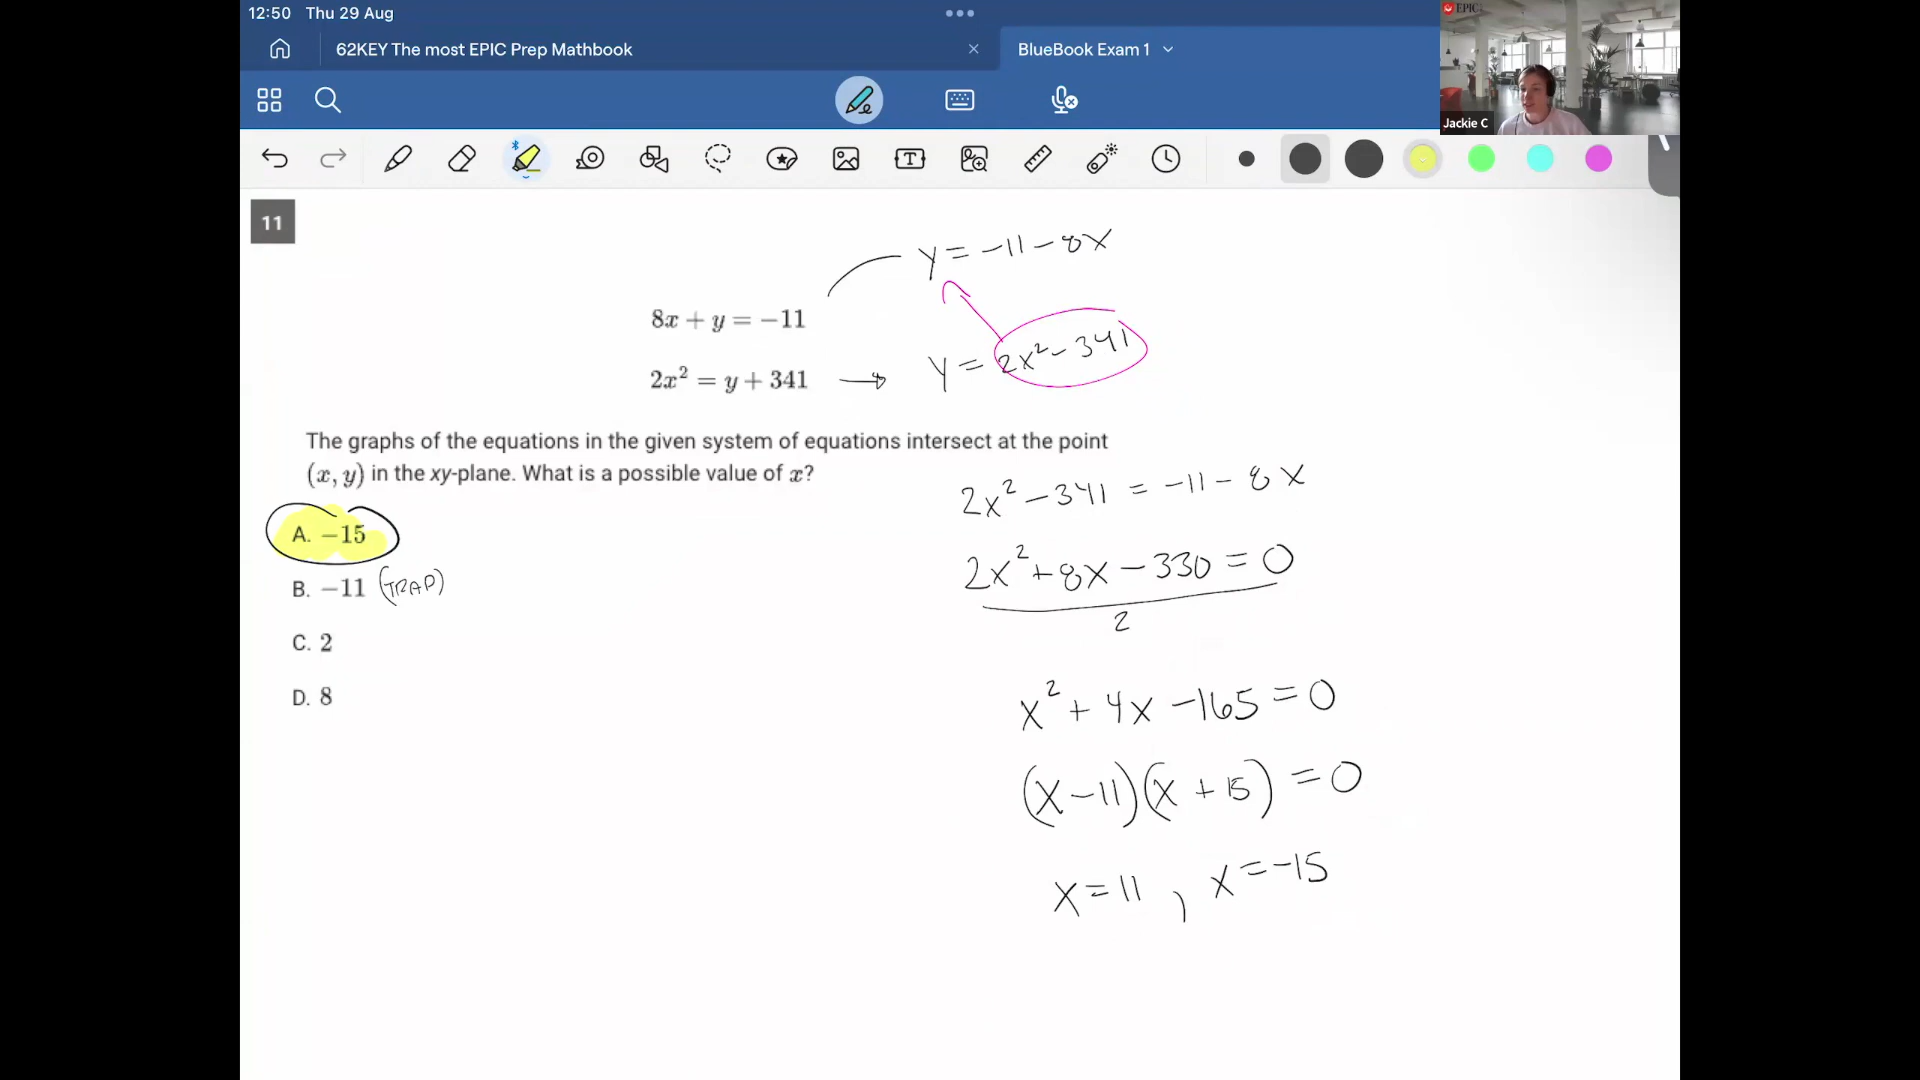 12:50 Thu 29 Aug
62KEY The most EPIC Prep Mathbook
BlueBook Exam 1
EPIC
Jackie C
11
y = -11 - 8x
8x + y = −11
y = 2x² - 341
2x² = y + 341
The graphs of the equations in the given system of equations intersect at the point
(x, y) in the xy-plane. What is a possible value of x?
A. −15
B. −11 (TRAP)
C. 2
D. 8
2x² - 341 = -11 - 8x
2x² + 8x - 330 = 0
2
x² + 4x - 165 = 0
(x - 11)(x + 15) = 0
x = 11 , x = -15